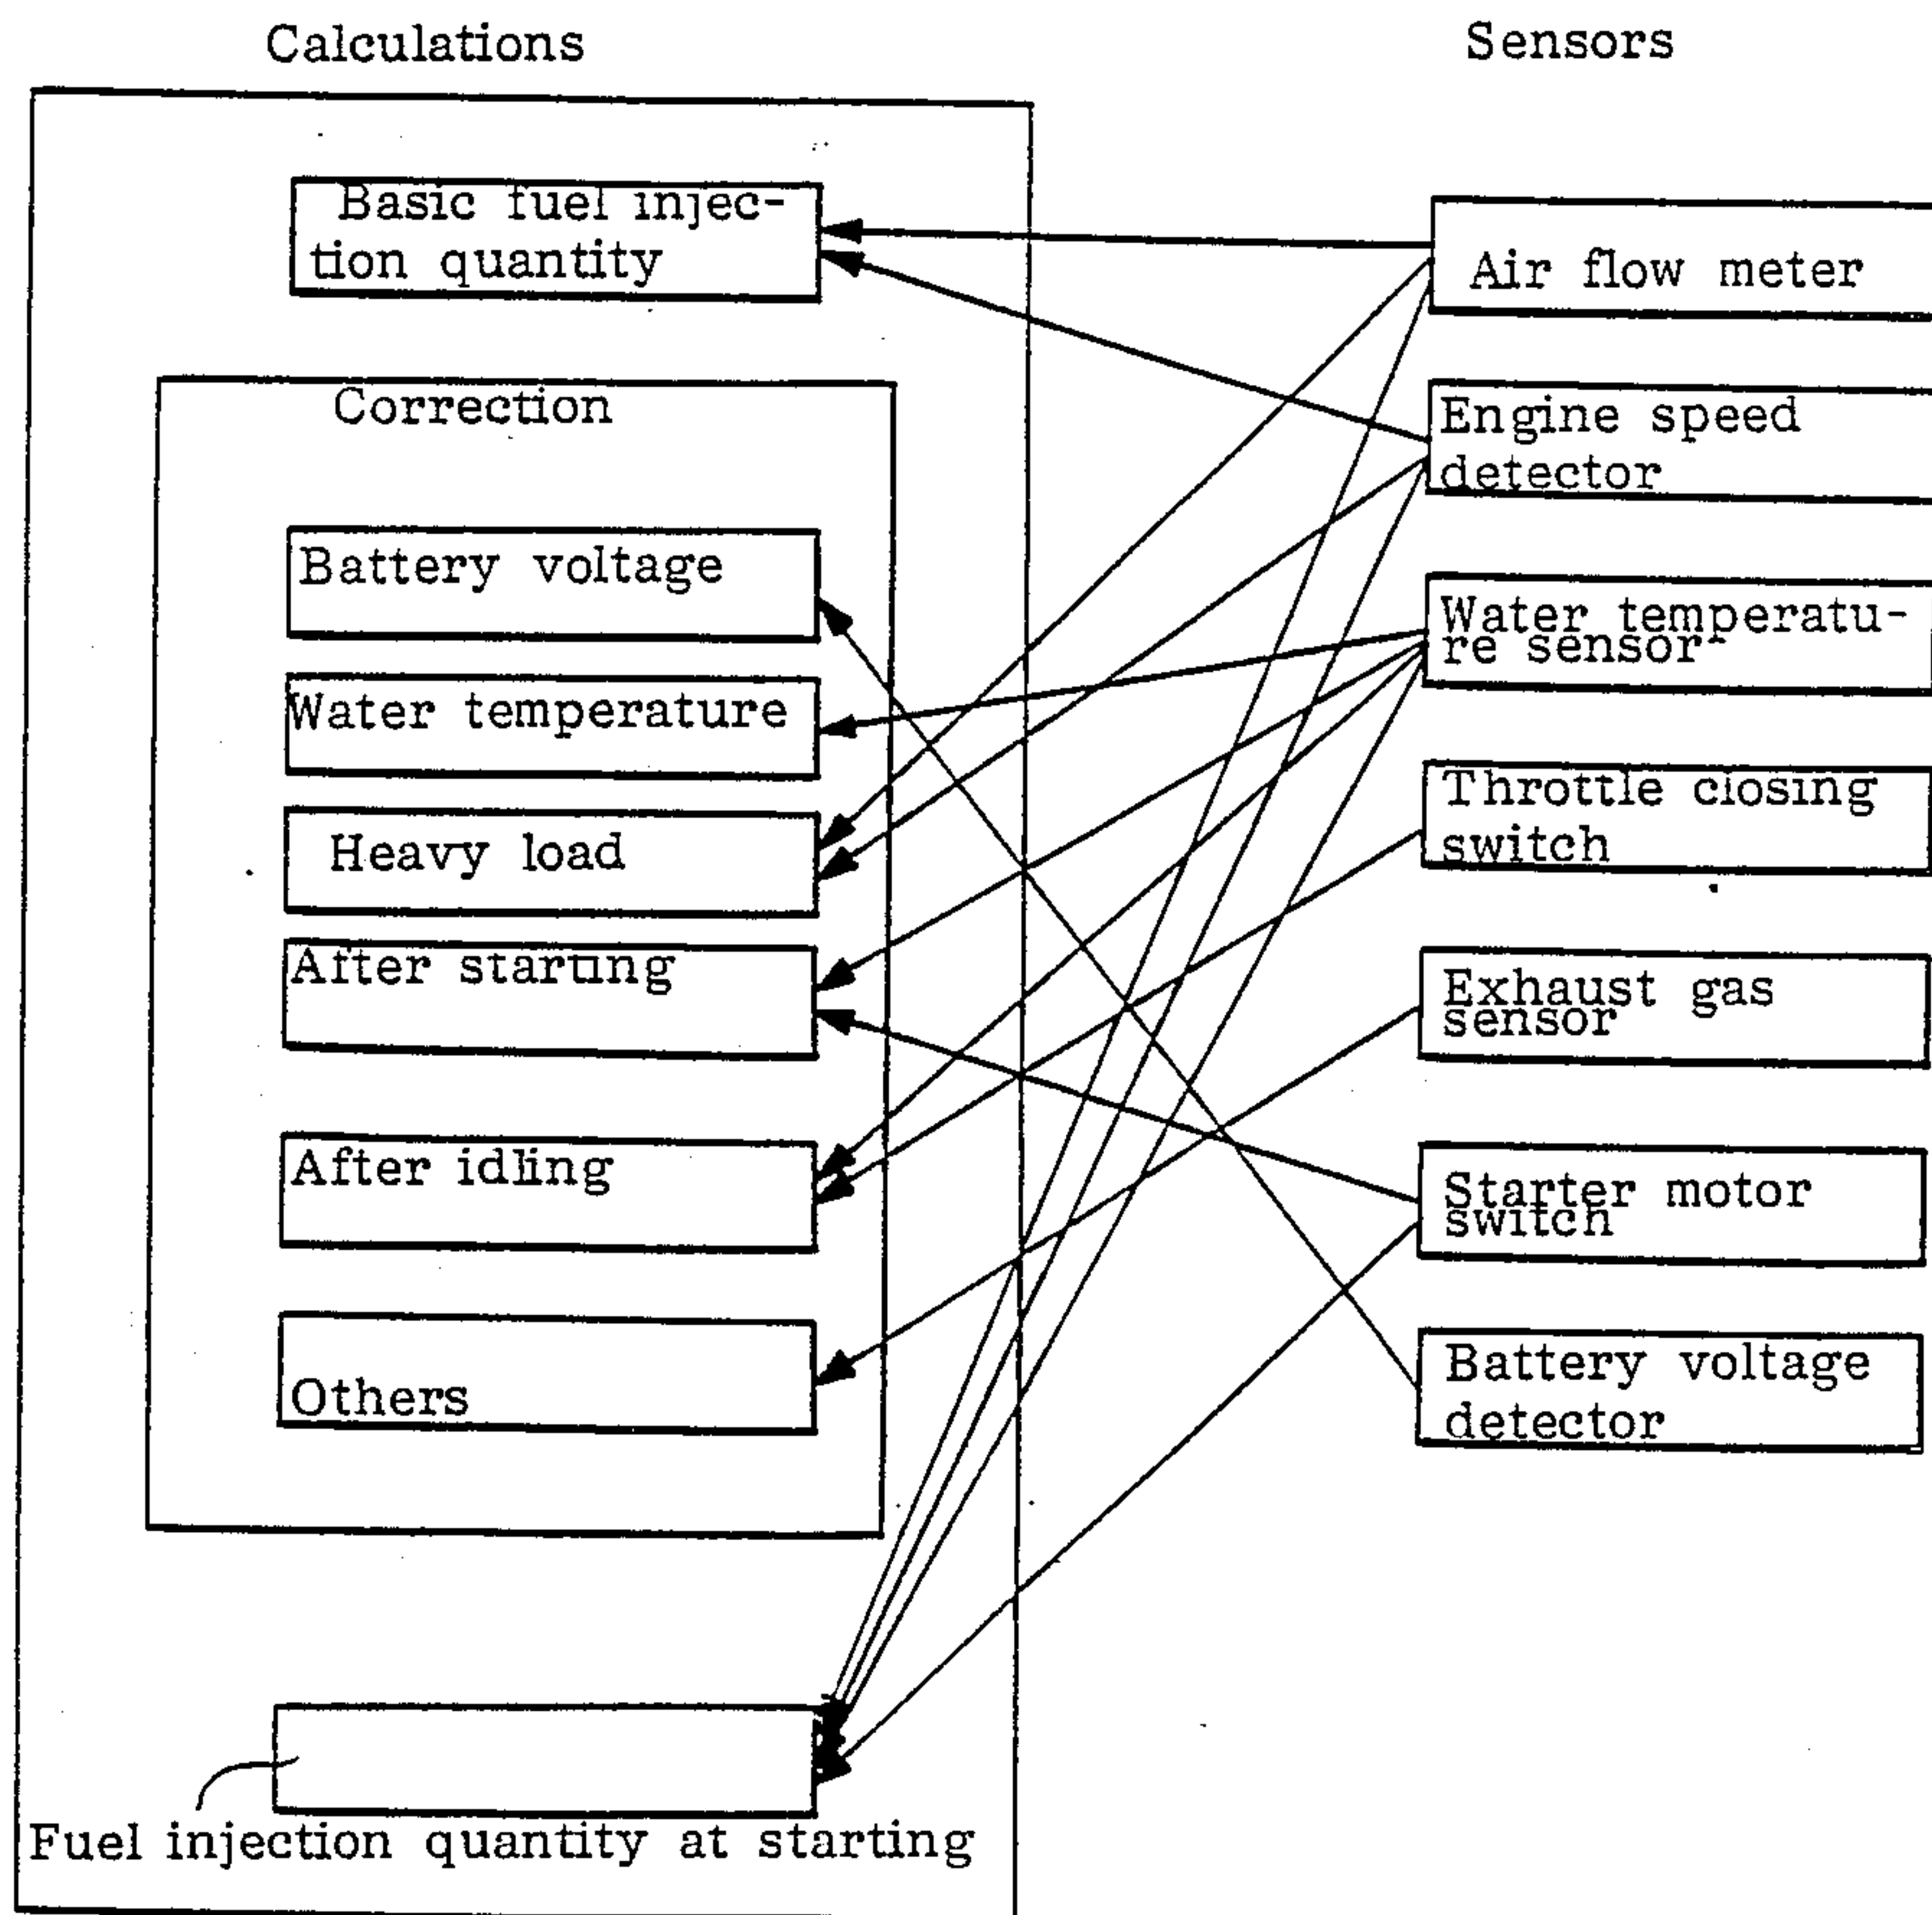 Calculations
Sensors
Basic fuel injec-
tion quantity
Correction
Battery voltage
Water temperature
Heavy load
After starting
After idling
Others
Fuel injection quantity at starting
Air flow meter
Engine speed
detector
Water temperatu-
re sensor
Throttle closing
switch
Exhaust gas
sensor
Starter motor
switch
Battery voltage
detector